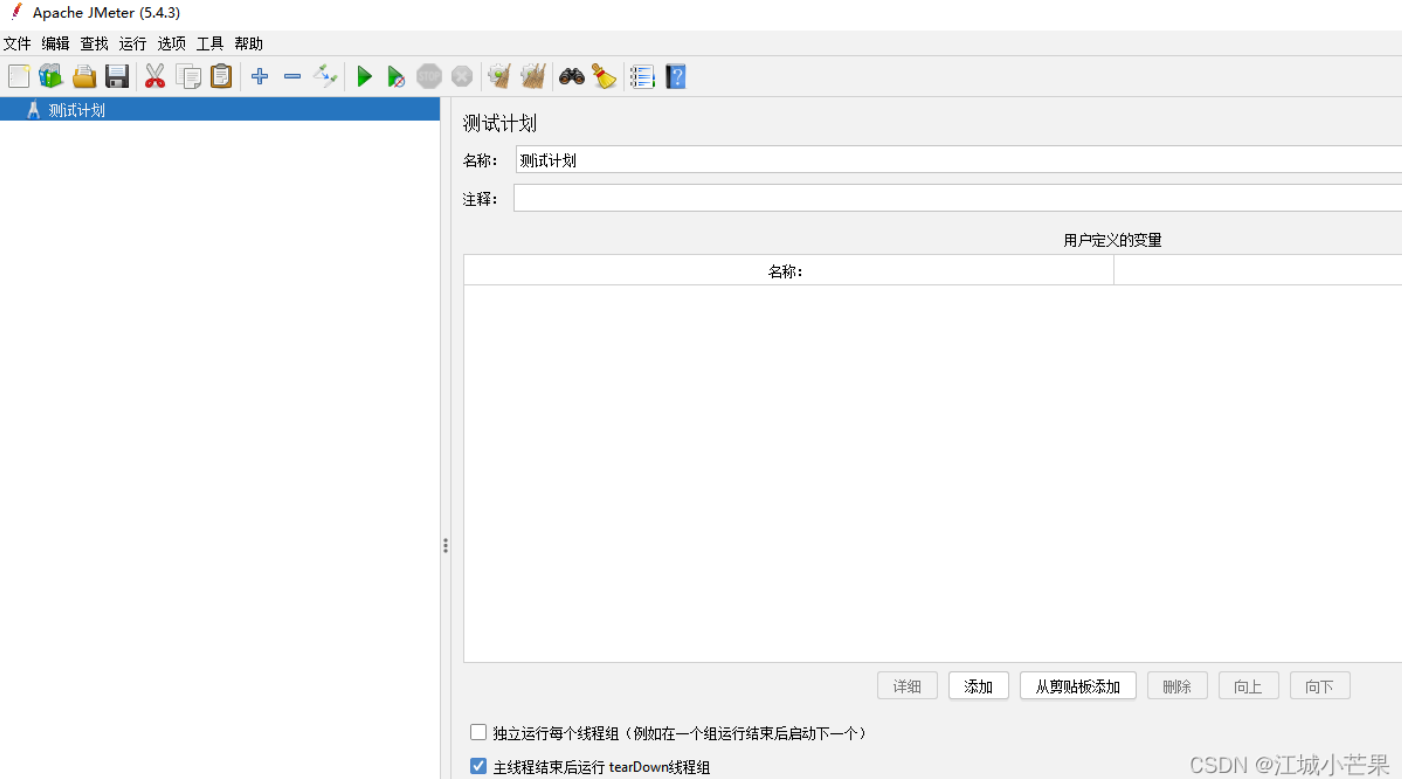 Apache JMeter (5.4.3)
文件 编辑 查找 运行 选项 工具 帮助
STOP
测试计划
测试计划
名称： 测试计划
注释：
用户定义的变量
名称：
详细 添加 从剪贴板添加 删除 向上 向下
独立运行每个线程组（例如在一个组运行结束后启动下一个）
主线程结束后运行 tearDown线程组
CSDN @江城小芒果